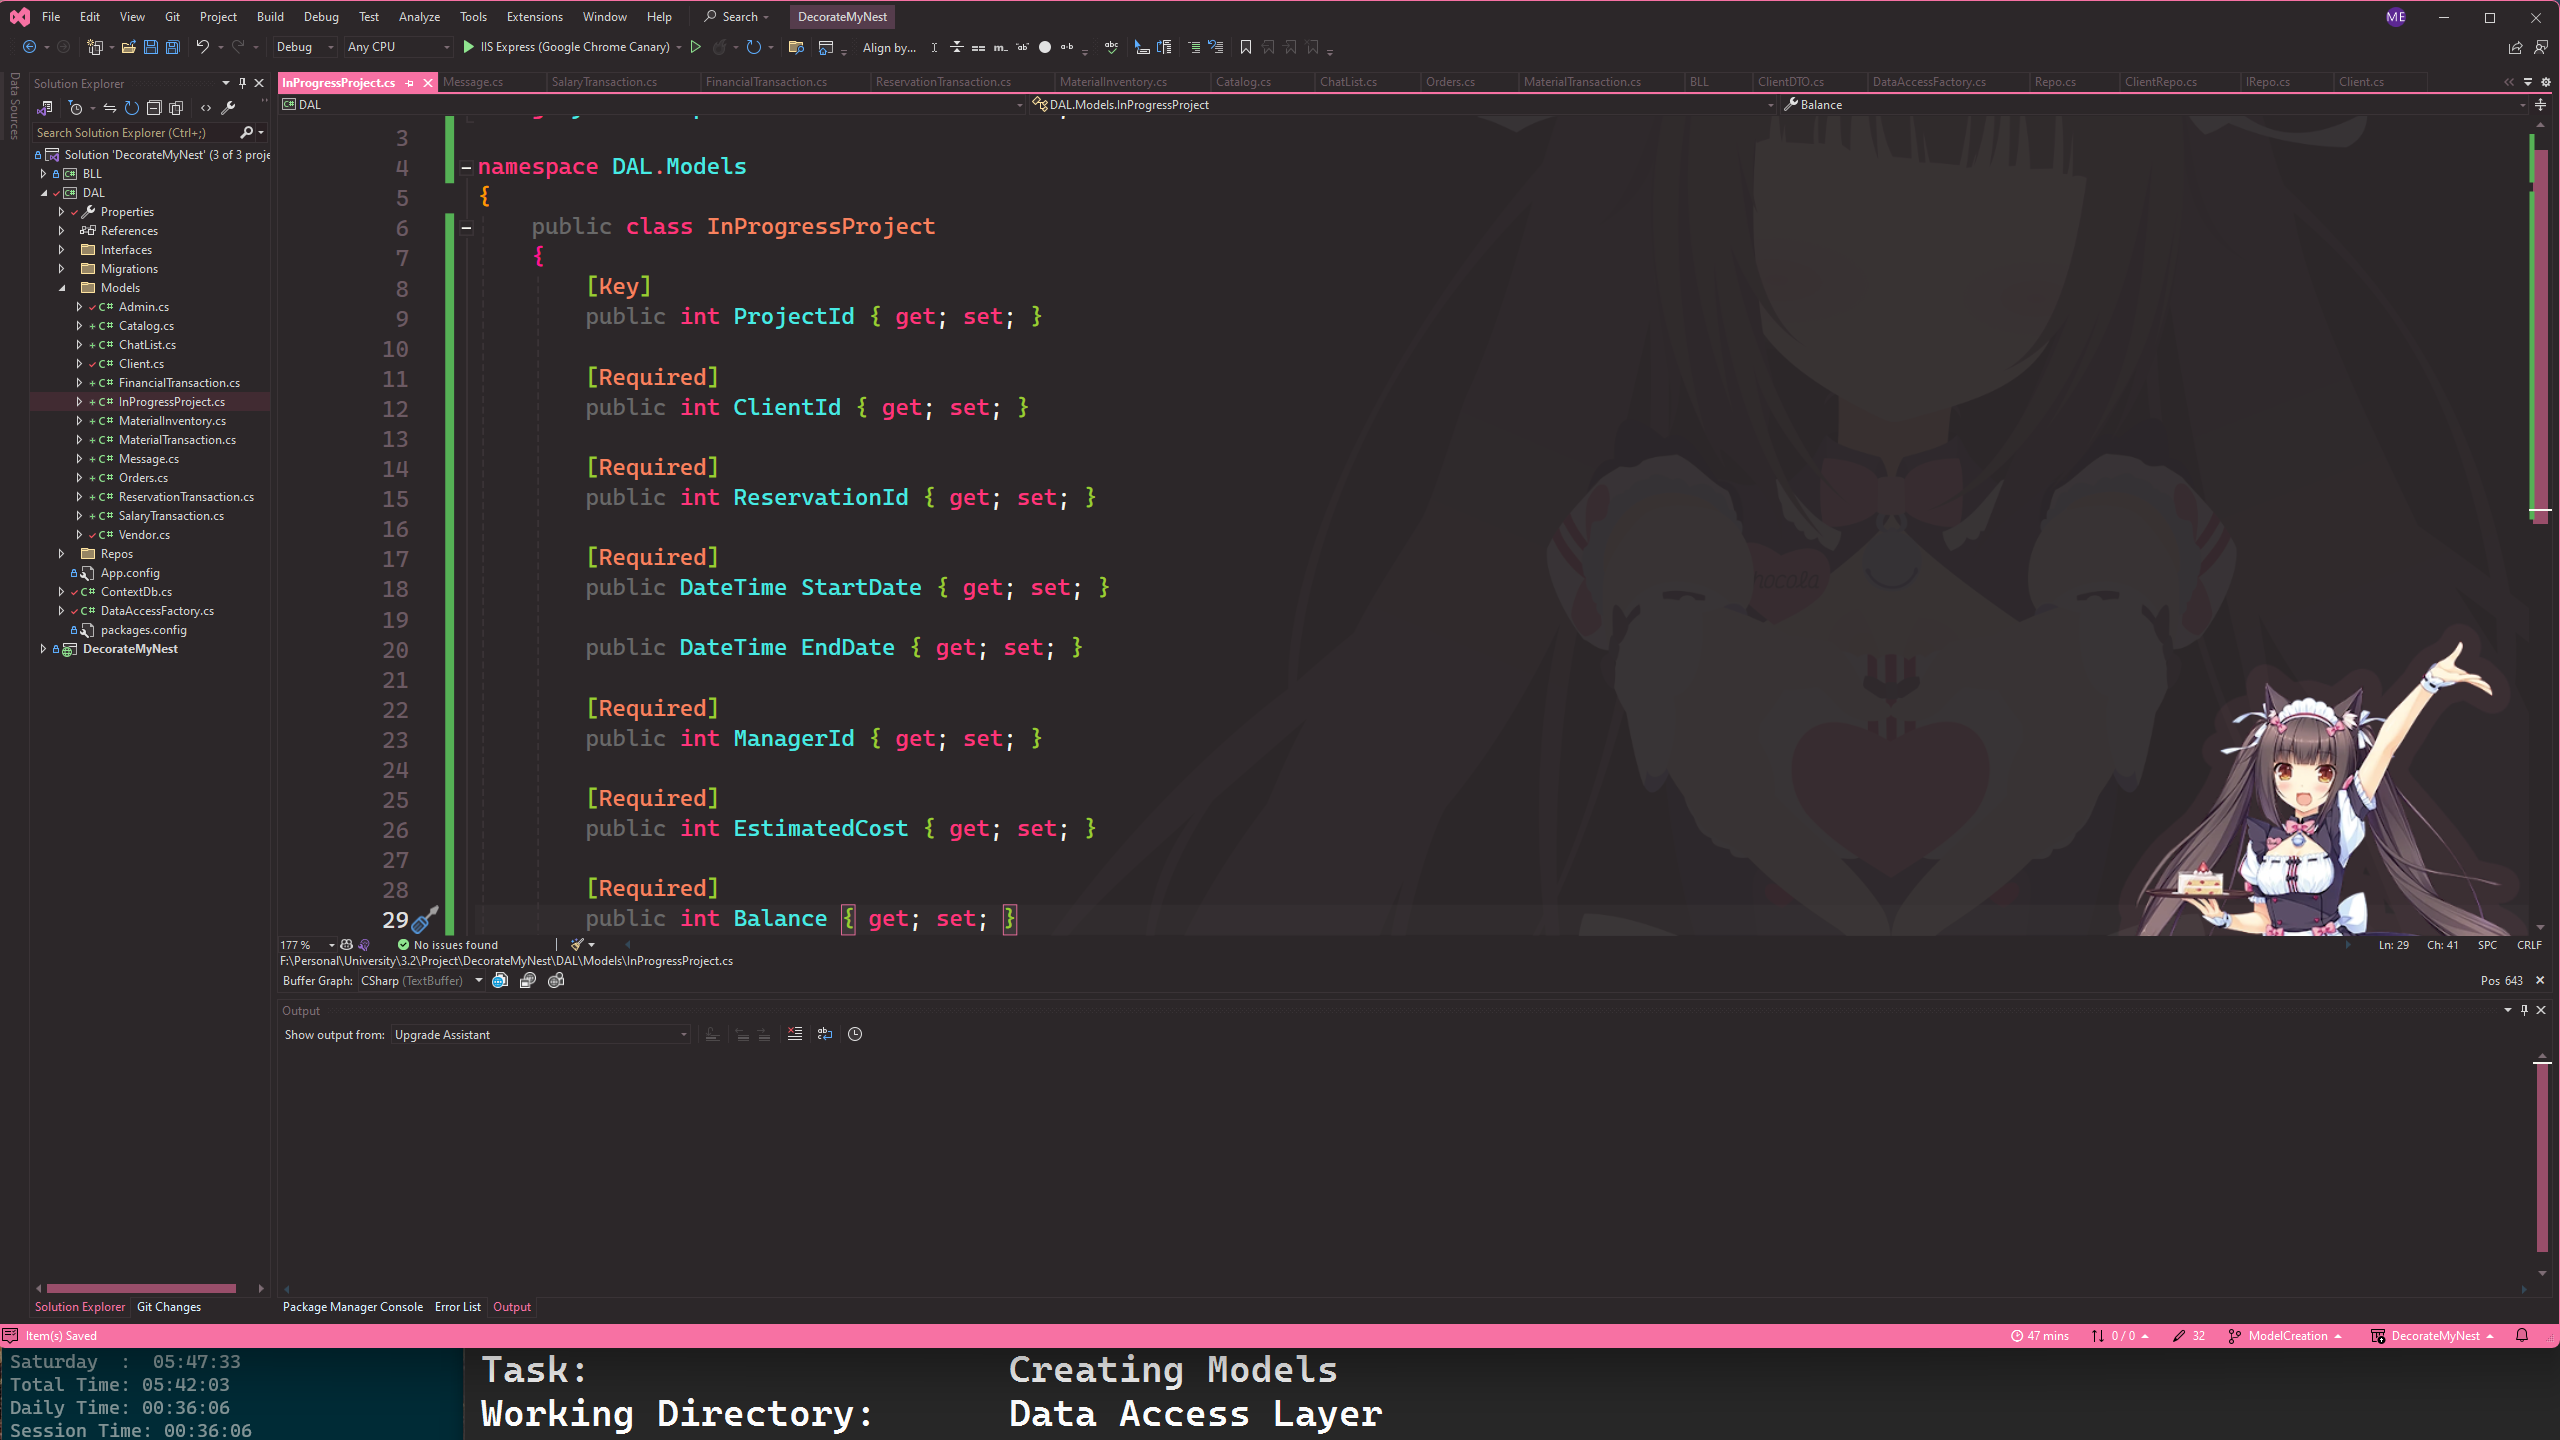 File Edit View Git Project Build Debug Test Analyze Tools Extensions Window Help Search DecorateMyNest ME
Debug Any CPU IIS Express (Google Chrome Canary) Align by...
Data Sources
Solution Explorer
Search Solution Explorer (Ctrl+;)
Solution 'DecorateMyNest' (3 of 3 proje
BLL
DAL
Properties
References
Interfaces
Migrations
Models
C# Admin.cs
C# Catalog.cs
C# ChatList.cs
C# Client.cs
C# FinancialTransaction.cs
C# InProgressProject.cs
C# MaterialInventory.cs
C# MaterialTransaction.cs
C# Message.cs
C# Orders.cs
C# ReservationTransaction.cs
C# SalaryTransaction.cs
C# Vendor.cs
Repos
App.config
C# ContextDb.cs
C# DataAccessFactory.cs
packages.config
DecorateMyNest
Solution Explorer Git Changes
InProgressProject.cs Message.cs SalaryTransaction.cs FinancialTransaction.cs ReservationTransaction.cs MaterialInventory.cs Catalog.cs ChatList.cs Orders.cs MaterialTransaction.cs BLL ClientDTO.cs DataAccessFactory.cs Repo.cs ClientRepo.cs IRepo.cs Client.cs
DAL DAL.Models.InProgressProject Balance
3
4 namespace DAL.Models
5 {
6 public class InProgressProject
7 {
8 [Key]
9 public int ProjectId { get; set; }
10
11 [Required]
12 public int ClientId { get; set; }
13
14 [Required]
15 public int ReservationId { get; set; }
16
17 [Required]
18 public DateTime StartDate { get; set; }
19
20 public DateTime EndDate { get; set; }
21
22 [Required]
23 public int ManagerId { get; set; }
24
25 [Required]
26 public int EstimatedCost { get; set; }
27
28 [Required]
29 public int Balance { get; set; }
177 % No issues found Ln: 29 Ch: 41 SPC CRLF
F:\Personal\University\3.2\Project\DecorateMyNest\DAL\Models\InProgressProject.cs
Buffer Graph: CSharp (TextBuffer) Pos 643
Output
Show output from: Upgrade Assistant
Package Manager Console Error List Output
Item(s) Saved 47 mins 0 / 0 32 ModelCreation DecorateMyNest
Saturday : 05:47:33
Total Time: 05:42:03
Daily Time: 00:36:06
Session Time: 00:36:06
Task: Creating Models
Working Directory: Data Access Layer